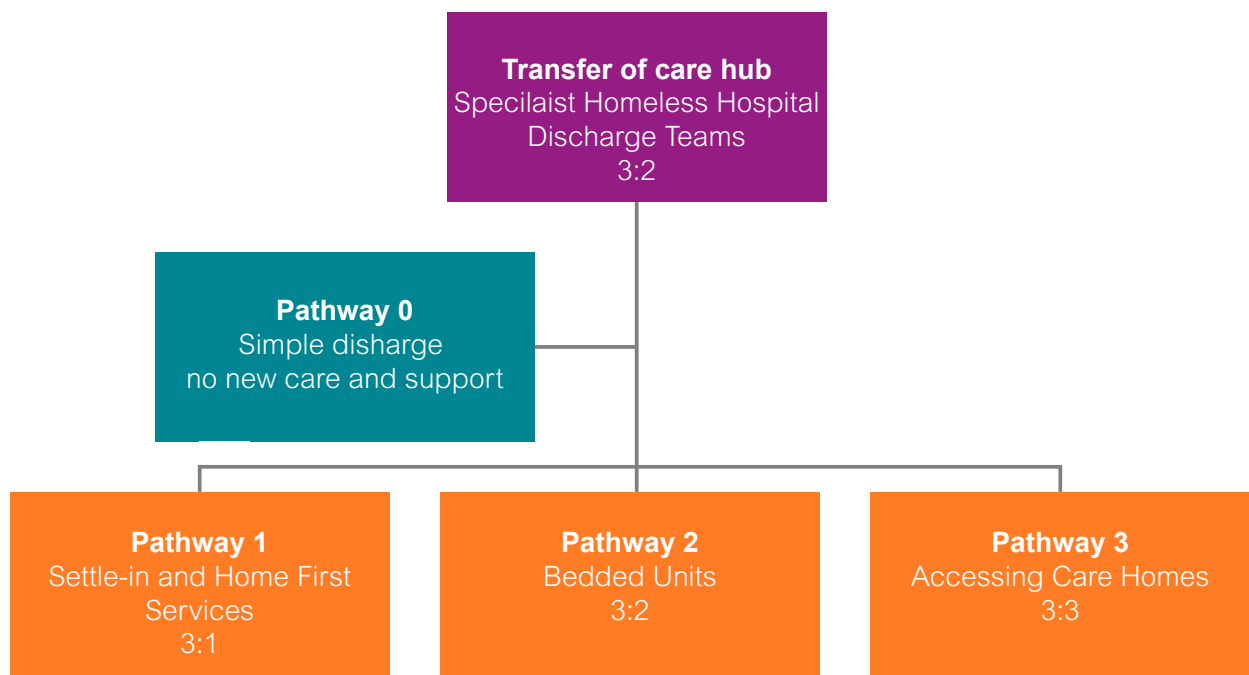 Transfer of care hub
Specilaist Homeless Hospital
Discharge Teams
3:2
Pathway 0
Simple disharge
no new care and support
Pathway 1
Settle-in and Home First
Services
3:1
Pathway 2
Bedded Units
3:2
Pathway 3
Accessing Care Homes
3:3